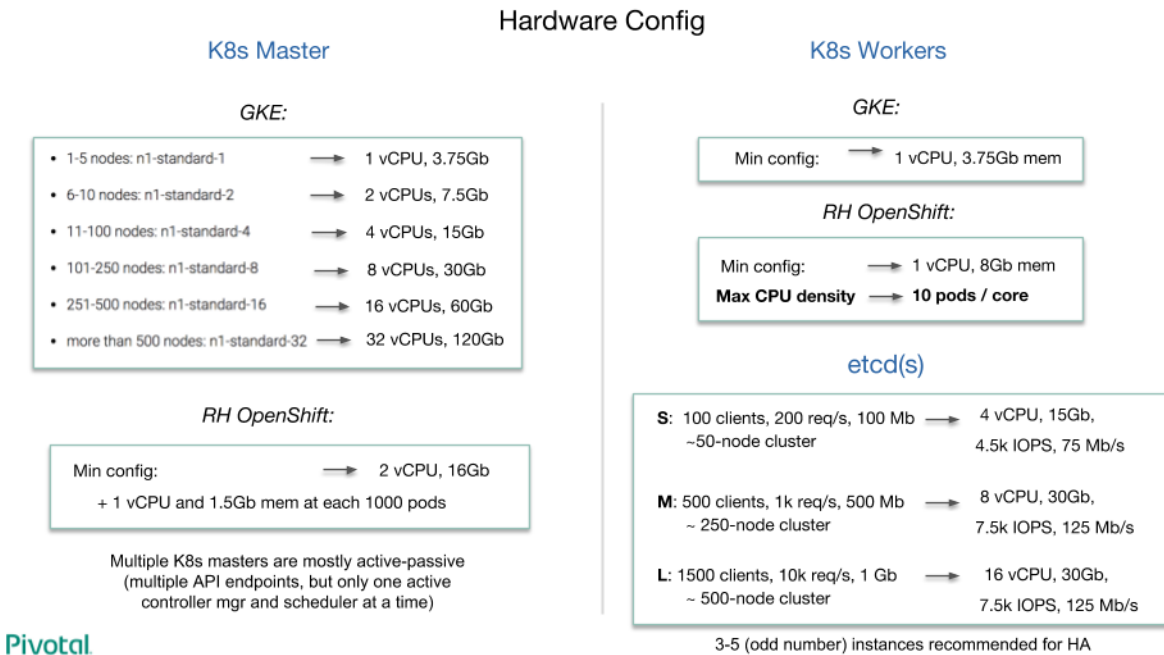 Hardware Config
K8s Master
GKE:
• 1-5 nodes: n1-standard-1 → 1 vCPU, 3.75Gb
• 6-10 nodes: n1-standard-2 → 2 vCPUs, 7.5Gb
• 11-100 nodes: n1-standard-4 → 4 vCPUs, 15Gb
• 101-250 nodes: n1-standard-8 → 8 vCPUs, 30Gb
• 251-500 nodes: n1-standard-16 → 16 vCPUs, 60Gb
• more than 500 nodes: n1-standard-32 → 32 vCPUs, 120Gb
RH OpenShift:
Min config: → 2 vCPU, 16Gb
+ 1 vCPU and 1.5Gb mem at each 1000 pods
Multiple K8s masters are mostly active-passive
(multiple API endpoints, but only one active
controller mgr and scheduler at a time)
K8s Workers
GKE:
Min config: → 1 vCPU, 3.75Gb mem
RH OpenShift:
Min config: → 1 vCPU, 8Gb mem
Max CPU density → 10 pods / core
etcd(s)
S: 100 clients, 200 req/s, 100 Mb → 4 vCPU, 15Gb,
~50-node cluster 4.5k IOPS, 75 Mb/s
M: 500 clients, 1k req/s, 500 Mb → 8 vCPU, 30Gb,
~ 250-node cluster 7.5k IOPS, 125 Mb/s
L: 1500 clients, 10k req/s, 1 Gb → 16 vCPU, 30Gb,
~ 500-node cluster 7.5k IOPS, 125 Mb/s
3-5 (odd number) instances recommended for HA
Pivotal